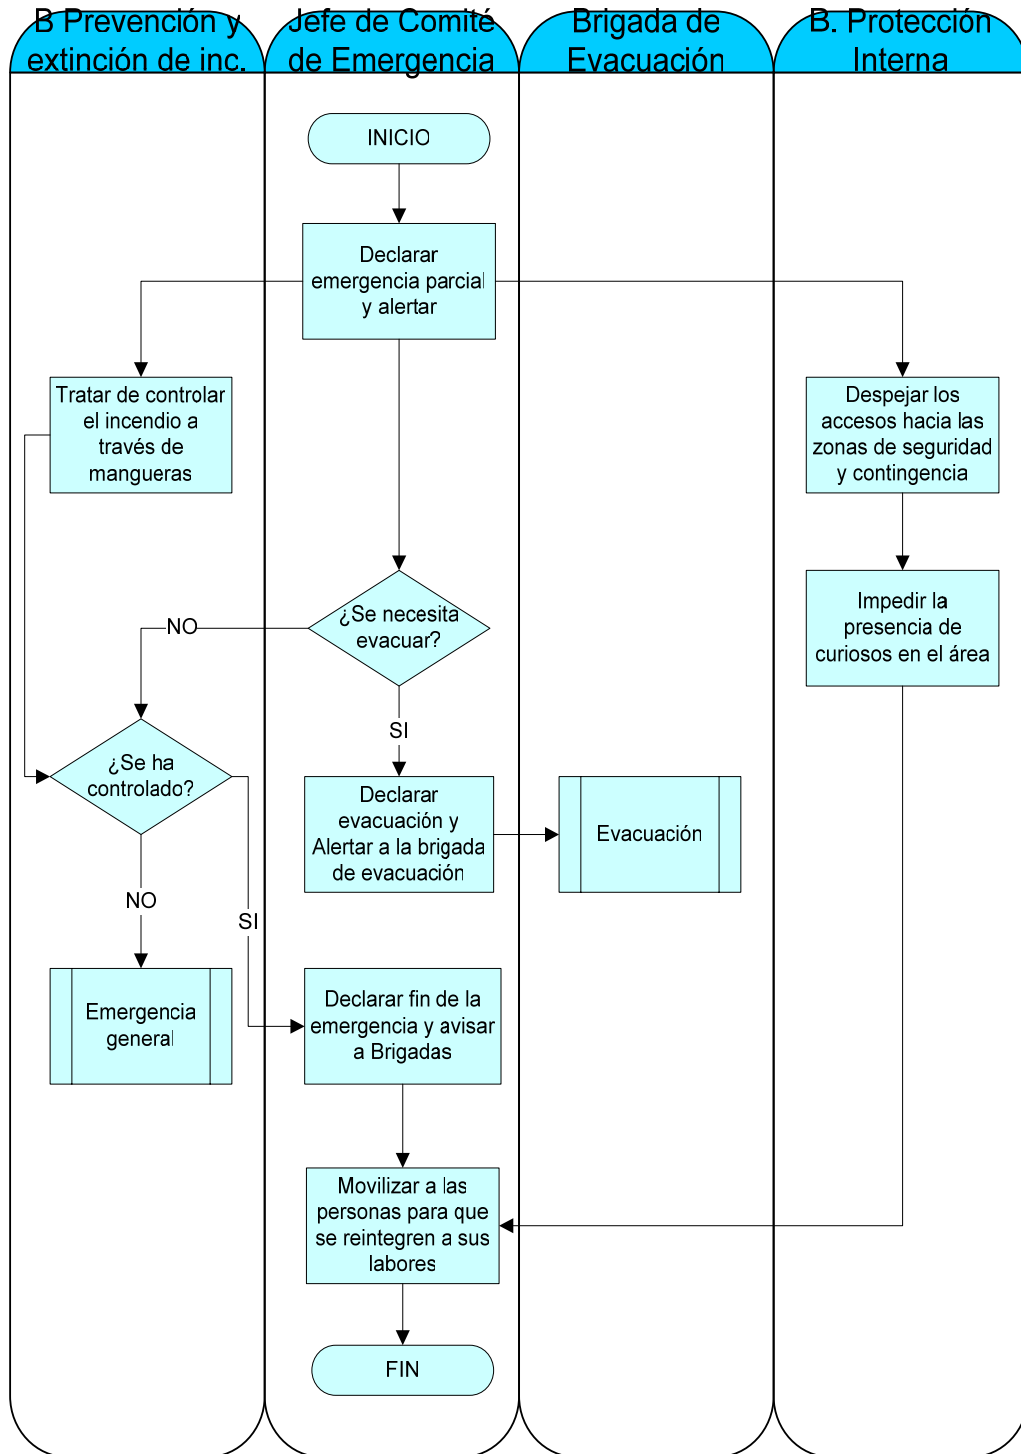 B Prevención y
extinción de inc.
Jefe de Comité
de Emergencia
Brigada de
Evacuación
B. Protección
Interna
INICIO
Declarar
emergencia parcial
y alertar
Tratar de controlar
el incendio a
través de
mangueras
Despejar los
accesos hacia las
zonas de seguridad
y contingencia
¿Se necesita
evacuar?
NO
SI
Impedir la
presencia de
curiosos en el área
¿Se ha
controlado?
NO
SI
Declarar
evacuación y
Alertar a la brigada
de evacuación
Evacuación
Emergencia
general
Declarar fin de la
emergencia y avisar
a Brigadas
Movilizar a las
personas para que
se reintegren a sus
labores
FIN